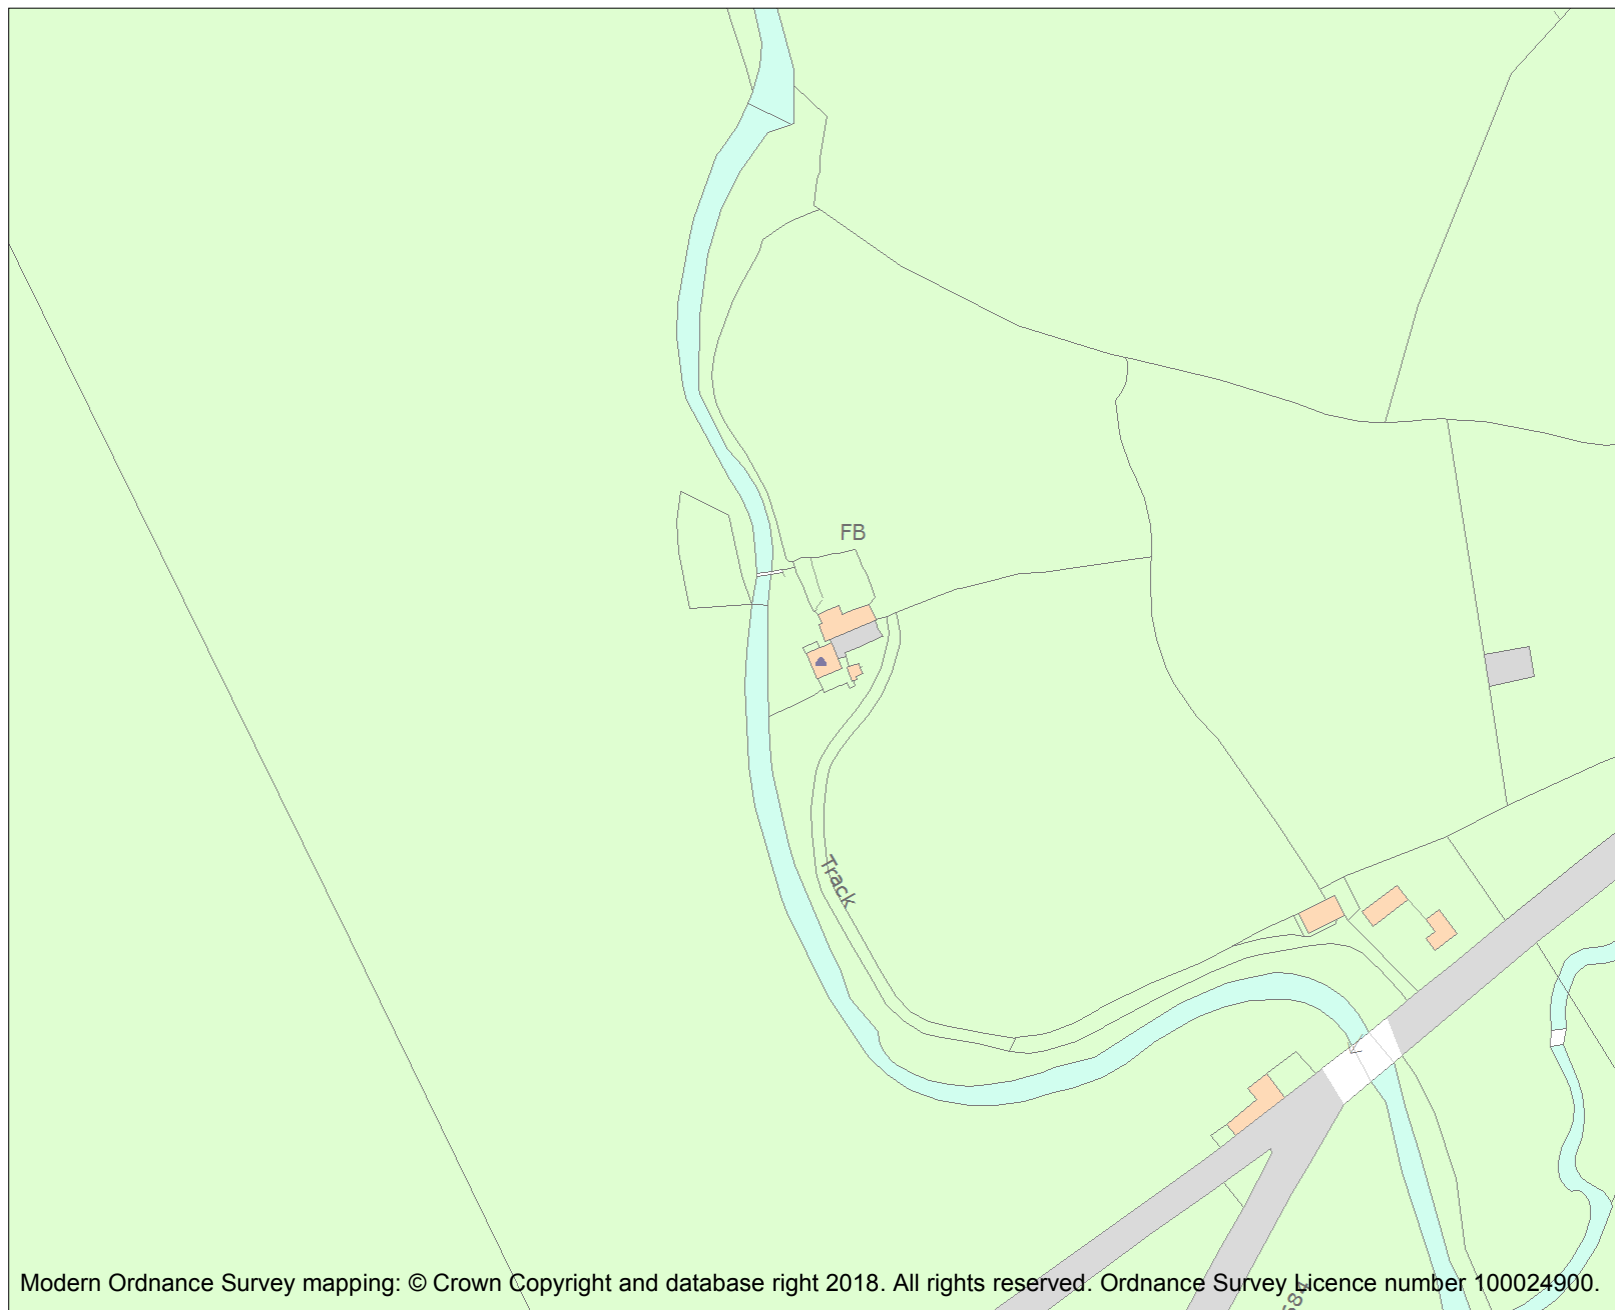 FB
Track
Modern Ordnance Survey mapping: © Crown Copyright and database right 2018. All rights reserved. Ordnance Survey Licence number 100024900.